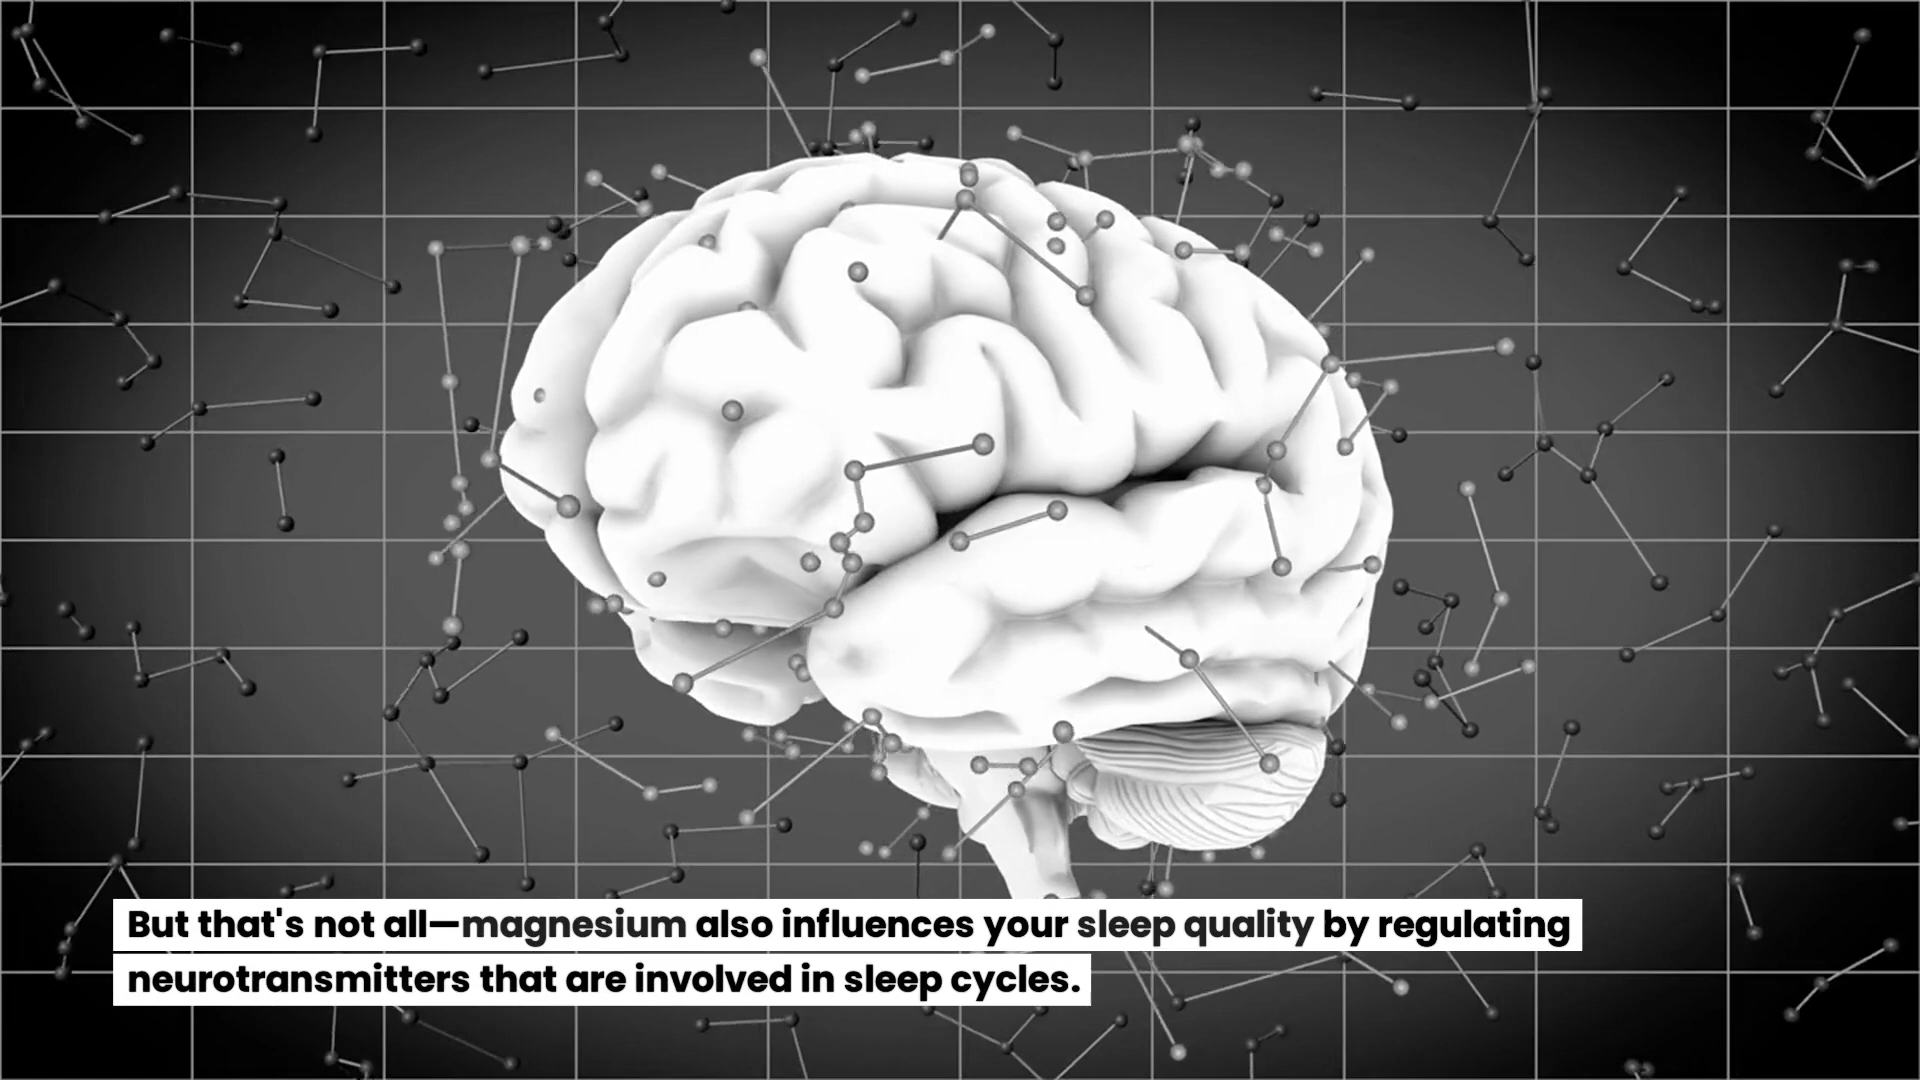 But that's not all—magnesium also influences your sleep quality by regulating
neurotransmitters that are involved in sleep cycles.